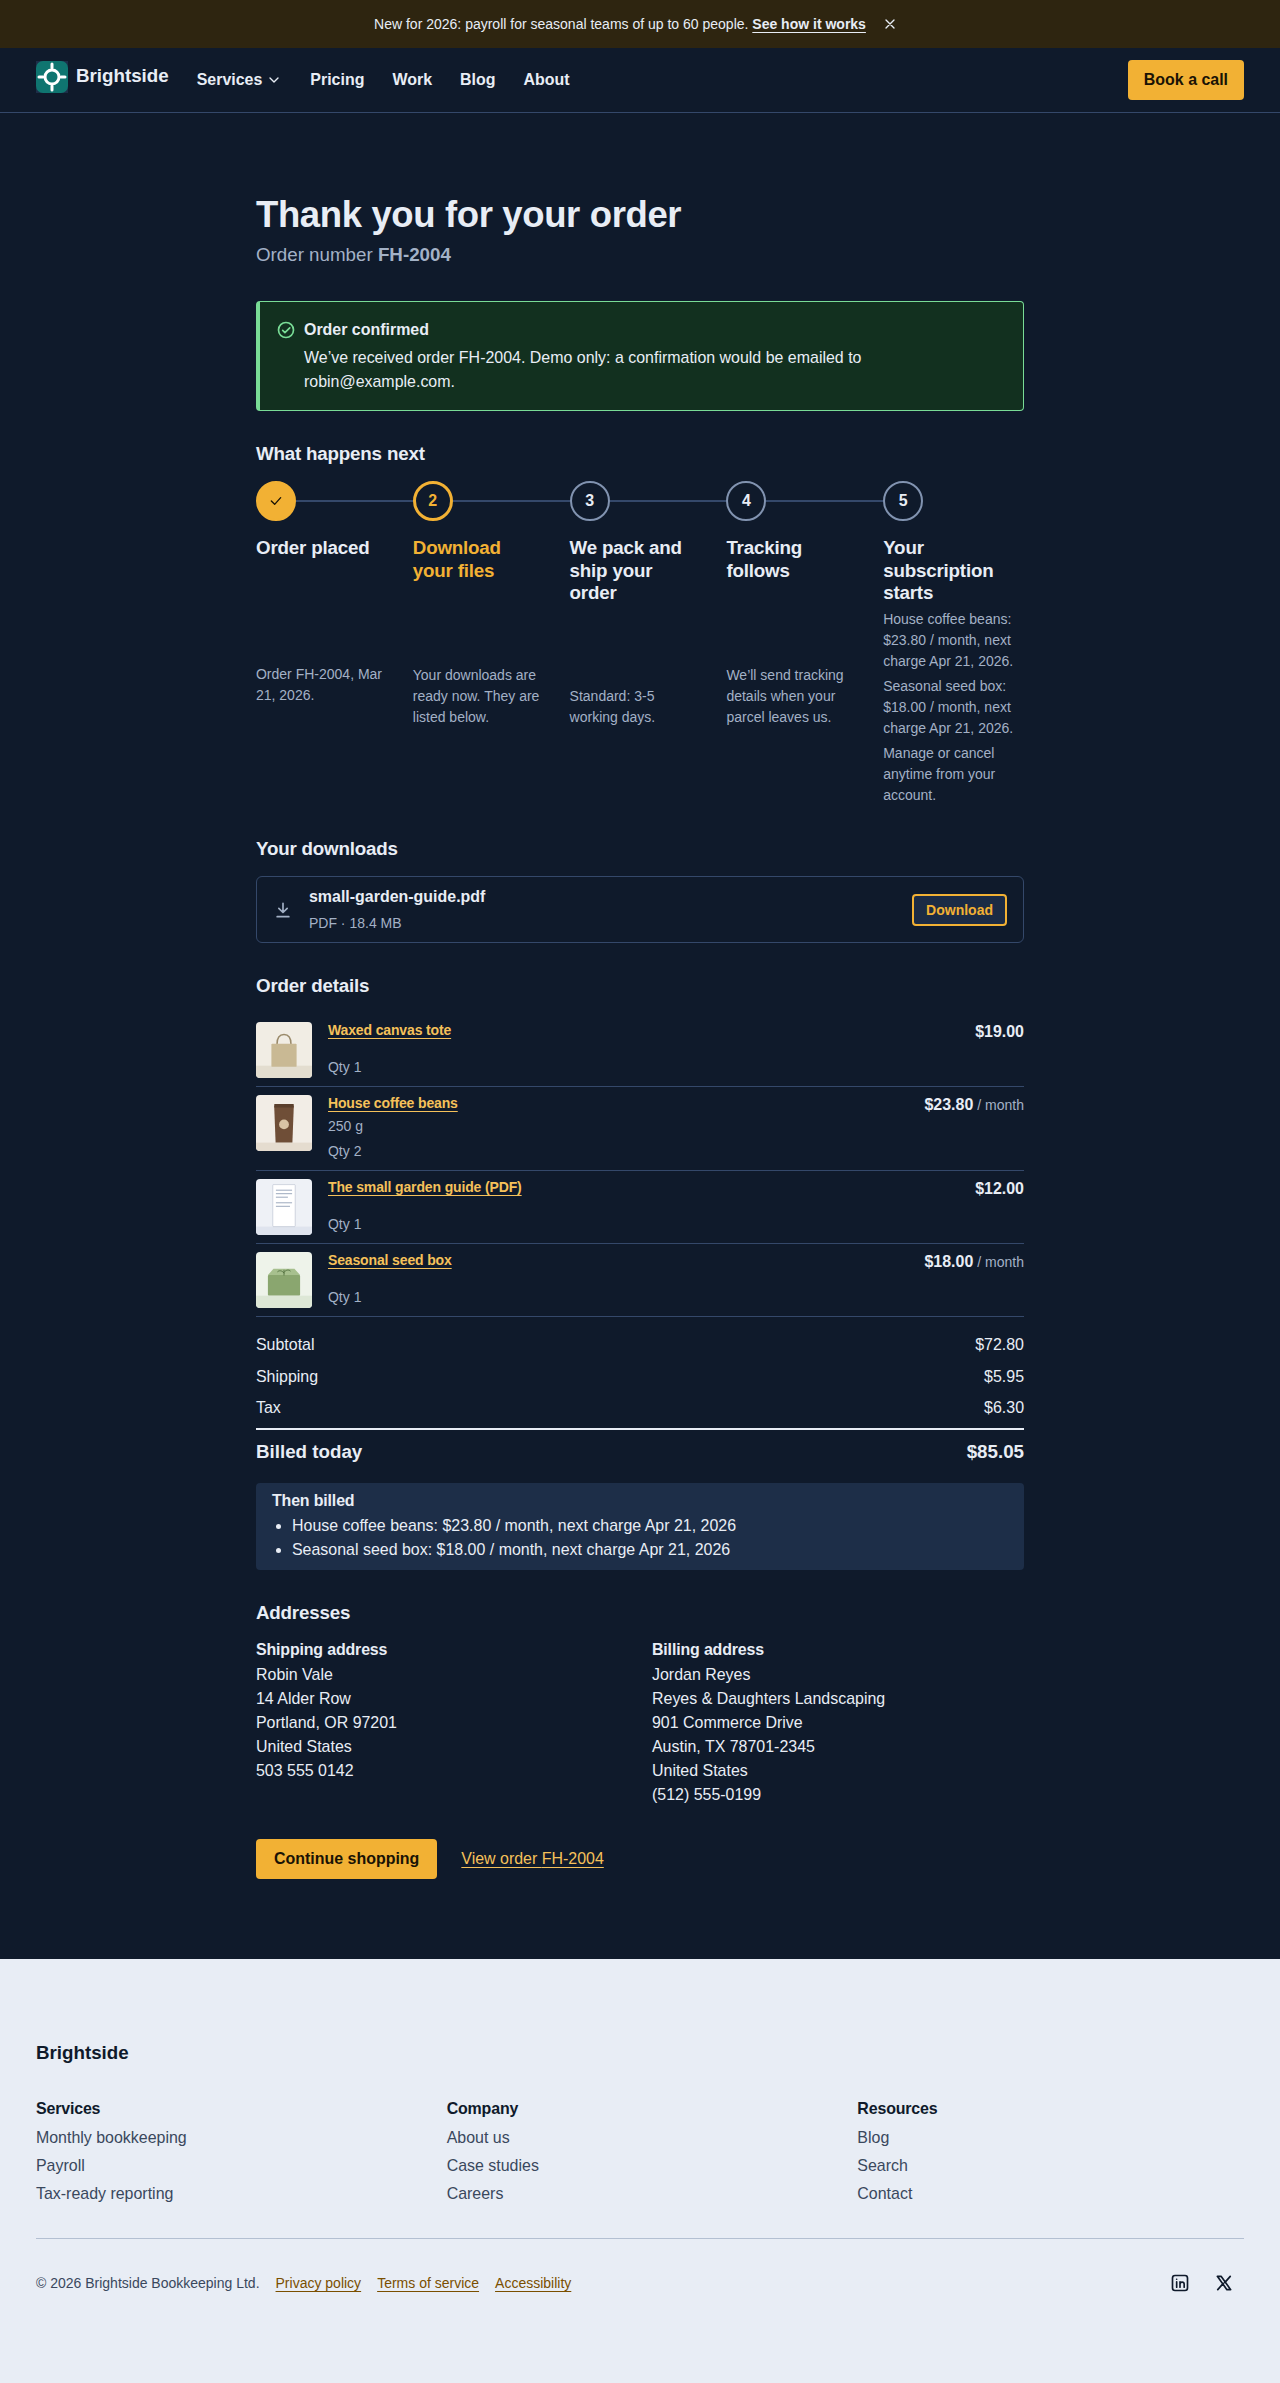 New for 2026: payroll for seasonal teams of up to 60 people. See how it works
Brightside
Services
Pricing
Work
Blog
About
Book a call
Thank you for your order
Order number FH-2004
Order confirmed
We’ve received order FH-2004. Demo only: a confirmation would be emailed to
robin@example.com.
What happens next
2
3
4
5
Order placed
Order FH-2004, Mar
21, 2026.
Download
your files
Your downloads are
ready now. They are
listed below.
We pack and
ship your
order
Standard: 3-5
working days.
Tracking
follows
We’ll send tracking
details when your
parcel leaves us.
Your
subscription
starts
House coffee beans:
$23.80 / month, next
charge Apr 21, 2026.
Seasonal seed box:
$18.00 / month, next
charge Apr 21, 2026.
Manage or cancel
anytime from your
account.
Your downloads
small-garden-guide.pdf
PDF · 18.4 MB
Download
Order details
Waxed canvas tote
$19.00
Qty 1
House coffee beans
$23.80 / month
250 g
Qty 2
The small garden guide (PDF)
$12.00
Qty 1
Seasonal seed box
$18.00 / month
Qty 1
Subtotal
$72.80
Shipping
$5.95
Tax
$6.30
Billed today
$85.05
Then billed
House coffee beans: $23.80 / month, next charge Apr 21, 2026
Seasonal seed box: $18.00 / month, next charge Apr 21, 2026
Addresses
Shipping address
Robin Vale
14 Alder Row
Portland, OR 97201
United States
503 555 0142
Billing address
Jordan Reyes
Reyes & Daughters Landscaping
901 Commerce Drive
Austin, TX 78701-2345
United States
(512) 555-0199
Continue shopping
View order FH-2004
Brightside
Services
Monthly bookkeeping
Payroll
Tax-ready reporting
Company
About us
Case studies
Careers
Resources
Blog
Search
Contact
© 2026 Brightside Bookkeeping Ltd.
Privacy policy
Terms of service
Accessibility